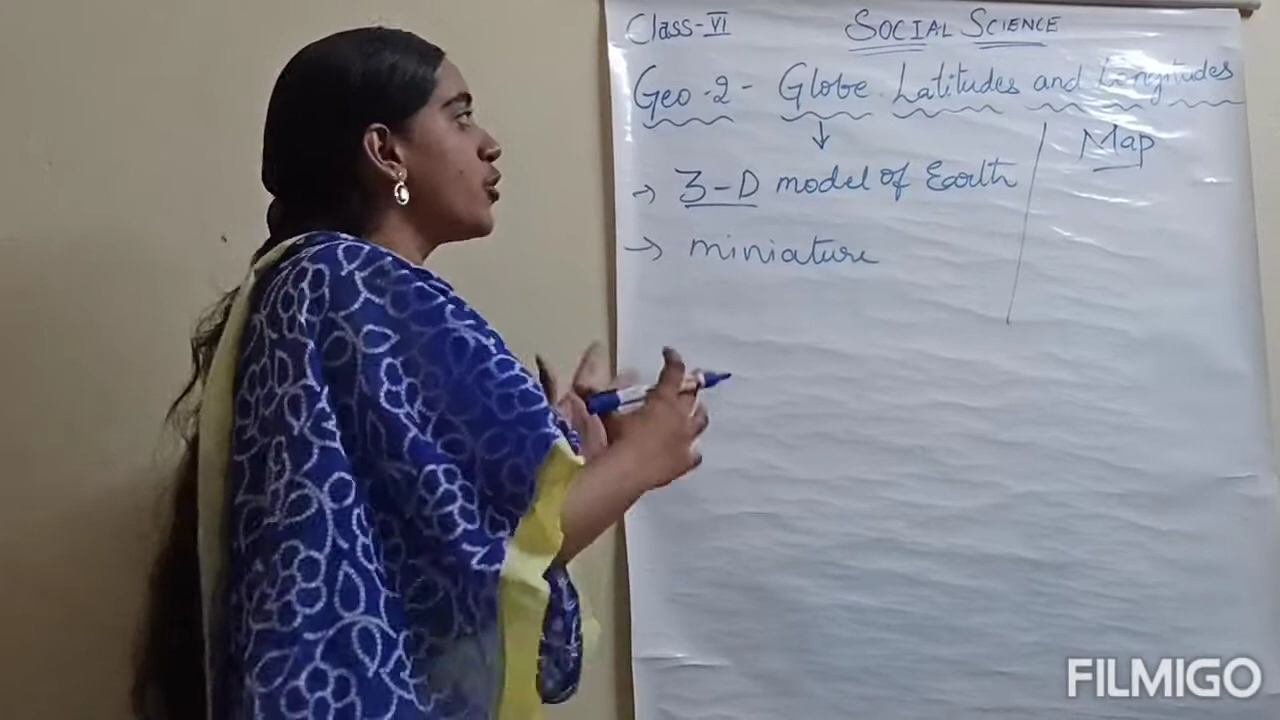 Class-VI SOCIAL SCIENCE
Geo-2- Globe Latitudes and Longitudes
↓ Map
→ 3-D model of Earth
→ miniature
FILMIGO